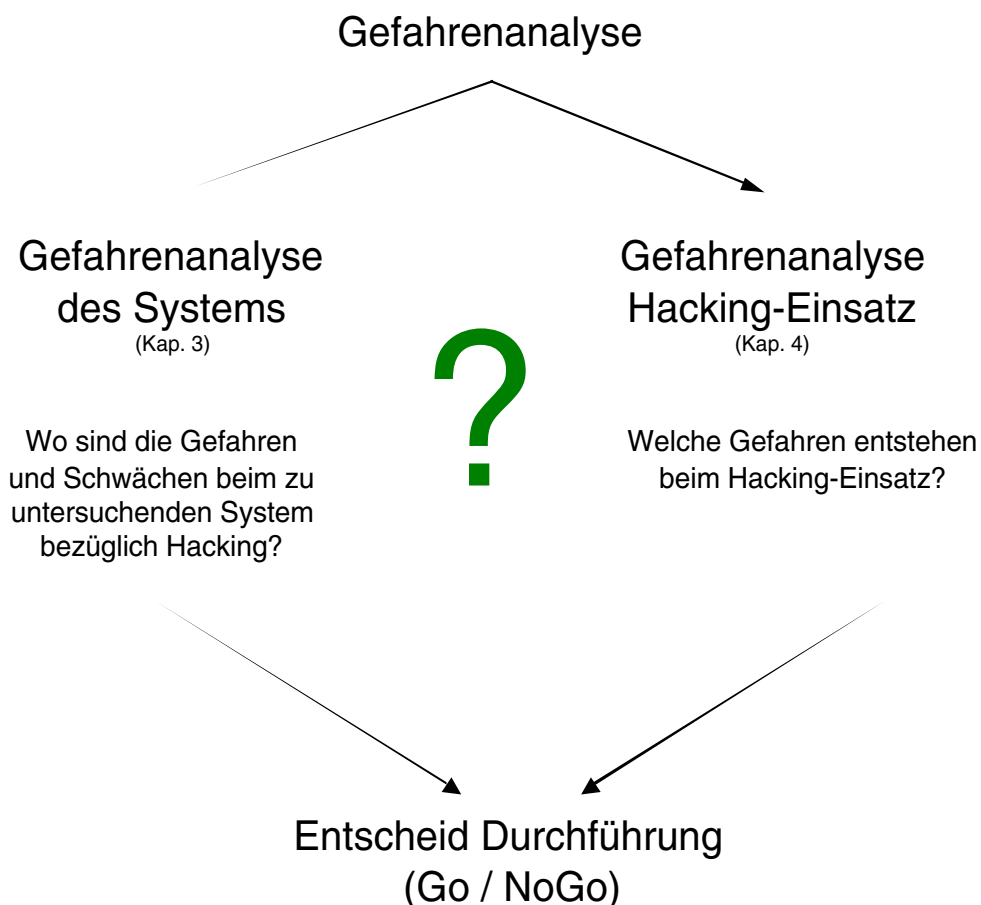 Gefahrenanalyse
Gefahrenanalyse
des Systems
(Kap. 3)
Gefahrenanalyse
Hacking-Einsatz
(Kap. 4)
?
Wo sind die Gefahren
und Schwächen beim zu
untersuchenden System
bezüglich Hacking?
Welche Gefahren entstehen
beim Hacking-Einsatz?
Entscheid Durchführung
(Go / NoGo)